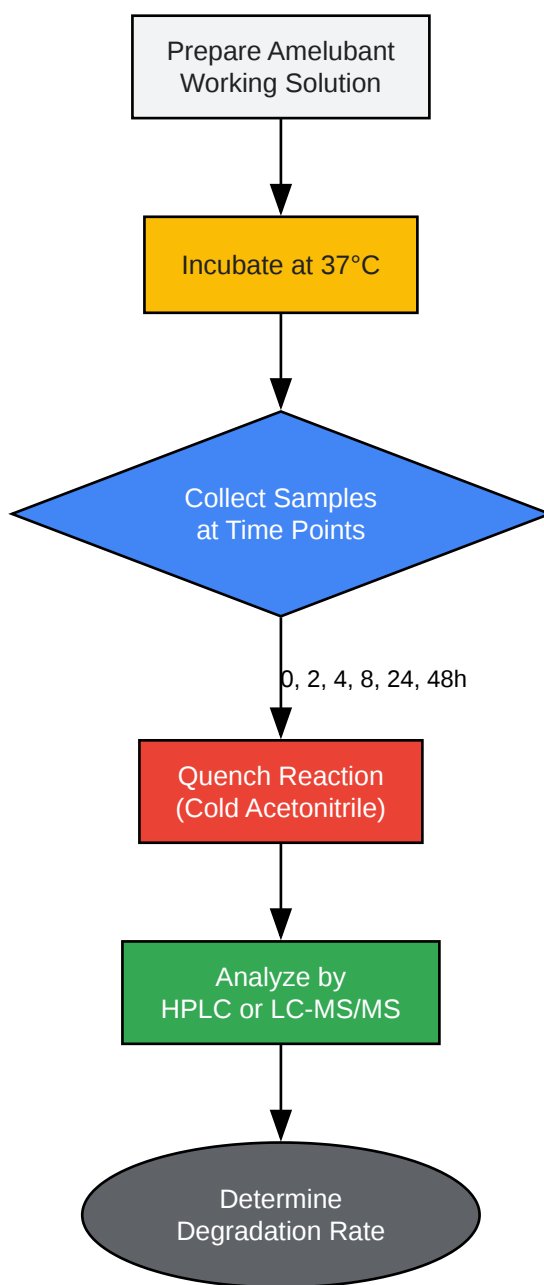 Prepare Amelubant
Working Solution
Incubate at 37°C
Collect Samples
at Time Points
0, 2, 4, 8, 24, 48h
Quench Reaction
(Cold Acetonitrile)
Analyze by
HPLC or LC-MS/MS
Determine
Degradation Rate